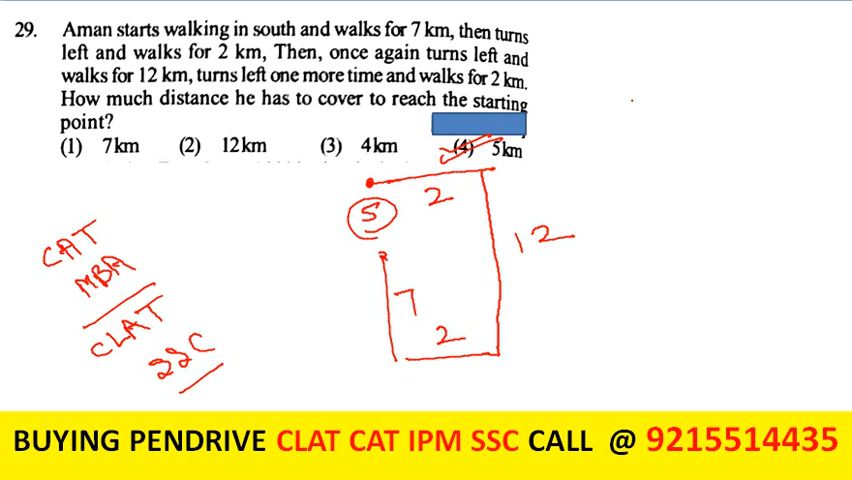 29. Aman starts walking in south and walks for 7 km, then turns
left and walks for 2 km, Then, once again turns left and
walks for 12 km, turns left one more time and walks for 2 km.
How much distance he has to cover to reach the starting
point?
(1) 7km (2) 12km (3) 4km (4) 5km
2
5
12
7
2
CAT
MBA
CLAT
SSC
BUYING PENDRIVE CLAT CAT IPM SSC CALL @ 9215514435